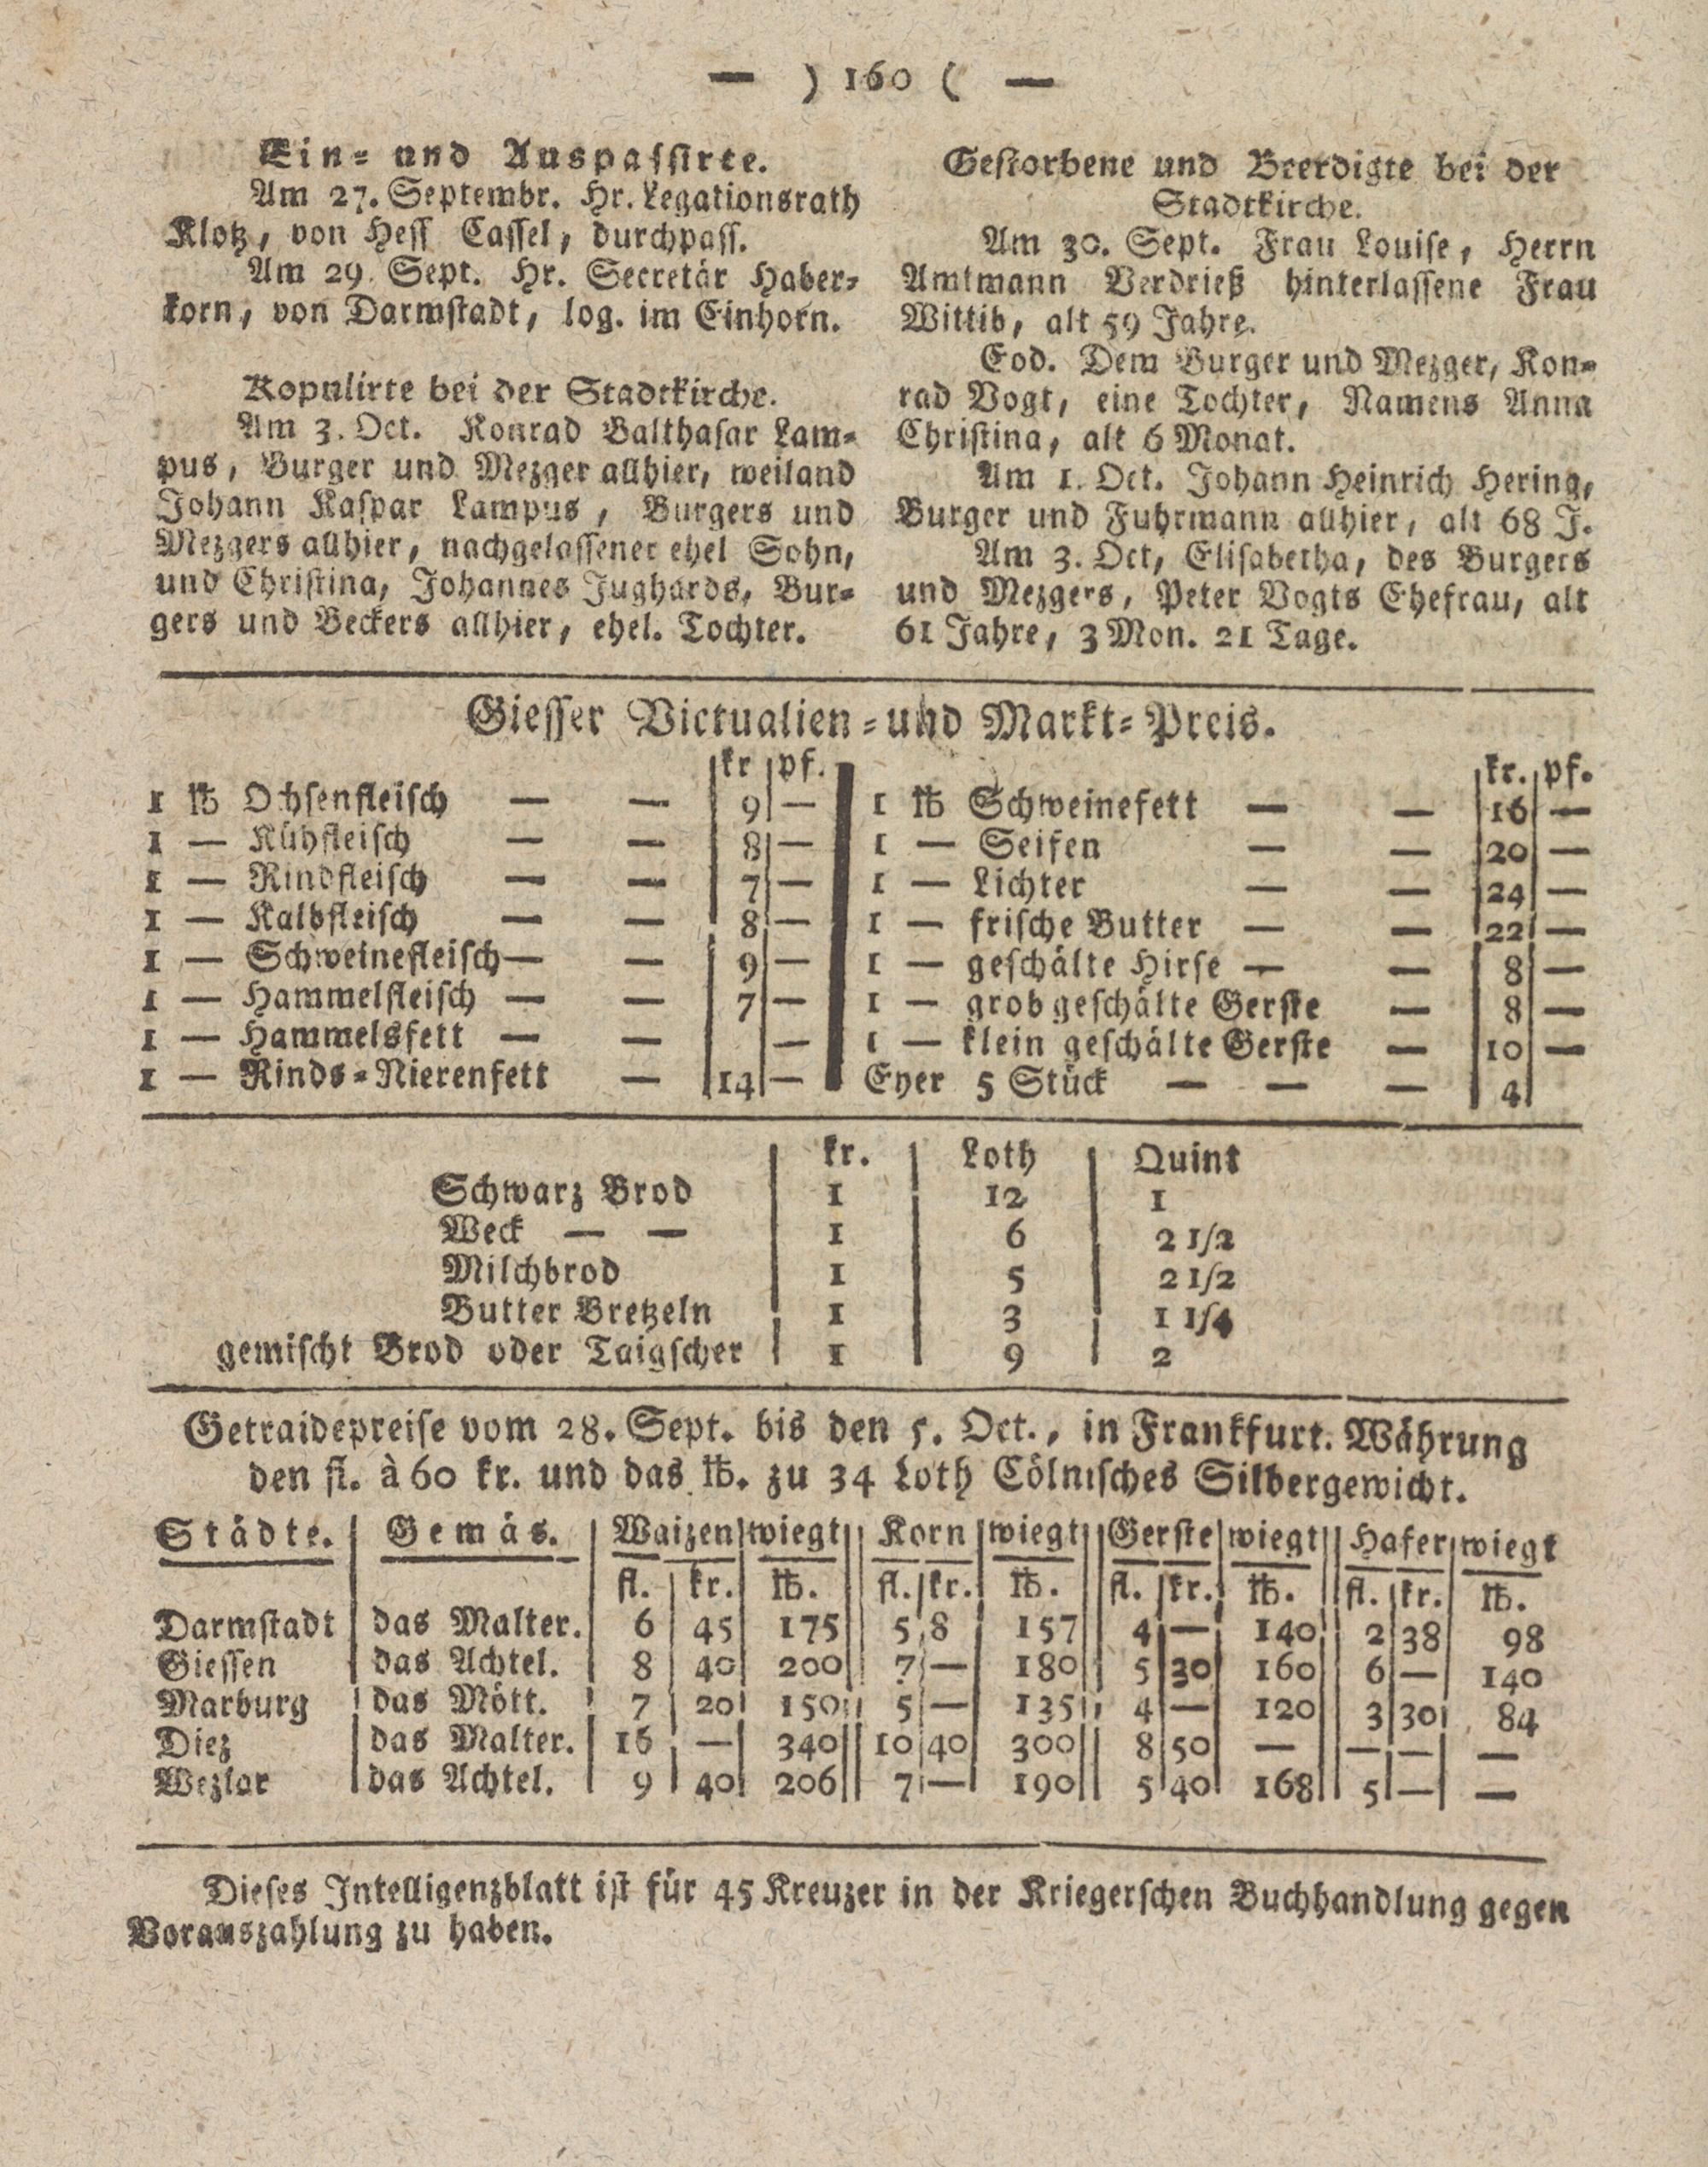 — ) 160 ( —
Ein- und Auspassirte.
Am 27. Septembr. Hr. Legationsrath
Klotz, von Hess Cassel, durchpass.
Am 29. Sept. Hr. Secretär Haber-
korn, von Darmstadt, log. im Einhorn.
Kopulirte bei der Stadtkirche.
Am 3. Oct. Konrad Balthasar Lam-
pus, Burger und Mezger allhier, weiland
Johann Kaspar Lampus, Burgers und
Mezgers allhier, nachgelassener ehel Sohn,
und Christina, Johannes Jughards, Bur-
gers und Beckers allhier, ehel. Tochter.
Gestorbene und Beerdigte bei der
Stadtkirche.
Am 30. Sept. Frau Louise, Herrn
Amtmann Verdrieß hinterlassene Frau
Wittib, alt 59 Jahre.
Eod. Dem Burger und Mezger, Kon-
rad Vogt, eine Tochter, Namens Anna
Christina, alt 6 Monat.
Am 1. Oct. Johann Heinrich Hering,
Burger und Fuhrmann allhier, alt 68 J.
Am 3. Oct, Elisabetha, des Burgers
und Mezgers, Peter Vogts Ehefrau, alt
61 Jahre, 3 Mon. 21 Tage.
Giesser Victualien- und Markt-Preis.
kr pf.
1 ℔ Ochsenfleisch — — 9 —
1 — Kühfleisch — — 8 —
1 — Rindfleisch — — 7 —
1 — Kalbfleisch — — 8 —
1 — Schweinefleisch — — 9 —
1 — Hammelfleisch — — 7 —
1 — Hammelsfett — — —
1 — Rinds-Nierenfett — 14 —
kr. pf.
1 ℔ Schweinefett — — 16 —
1 — Seifen — — 20 —
1 — Lichter — — 24 —
1 — frische Butter — — 22 —
1 — geschälte Hirse — — 8 —
1 — grob geschälte Gerste — 8 —
1 — klein geschälte Gerste — 10 —
Eyer 5 Stück — — — 4
kr. Loth Quint
Schwarz Brod 1 12 1
Weck — — 1 6 2 1/2
Milchbrod 1 5 2 1/2
Butter Bretzeln 1 3 1 1/4
gemischt Brod oder Taigscher 1 9 2
Getraidepreise vom 28. Sept. bis den 5. Oct., in Frankfurt. Währung
den fl. à 60 kr. und das ℔. zu 34 Loth Cölnisches Silbergewicht.
Städte. Gemäs. Waizen wiegt Korn wiegt Gerste wiegt Hafer wiegt
fl. kr. ℔. fl. kr. ℔. fl. kr. ℔. fl. kr. ℔.
Darmstadt das Malter. 6 45 175 5 8 157 4 — 140 2 38 98
Giessen das Achtel. 8 40 200 7 — 180 5 30 160 6 — 140
Marburg das Mött. 7 20 150 5 — 135 4 — 120 3 30 84
Diez das Malter. 16 — 340 10 40 300 8 50 — — — —
Wezlar das Achtel. 9 40 206 7 — 190 5 40 168 5 — —
Dieses Intelligenzblatt ist für 45 Kreuzer in der Kriegerschen Buchhandlung gegen
Vorauszahlung zu haben.